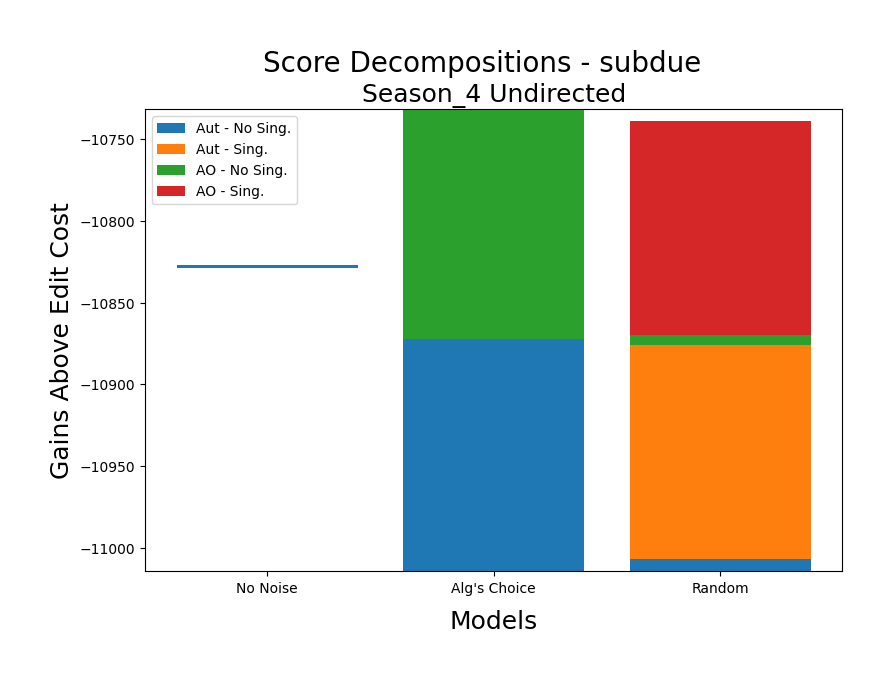 Score Decompositions - subdue
Season_4 Undirected
Aut - No Sing.
Aut - Sing.
AO - No Sing.
AO - Sing.
Gains Above Edit Cost
−10750
−10800
−10850
−10900
−10950
−11000
No Noise
Alg's Choice
Random
Models